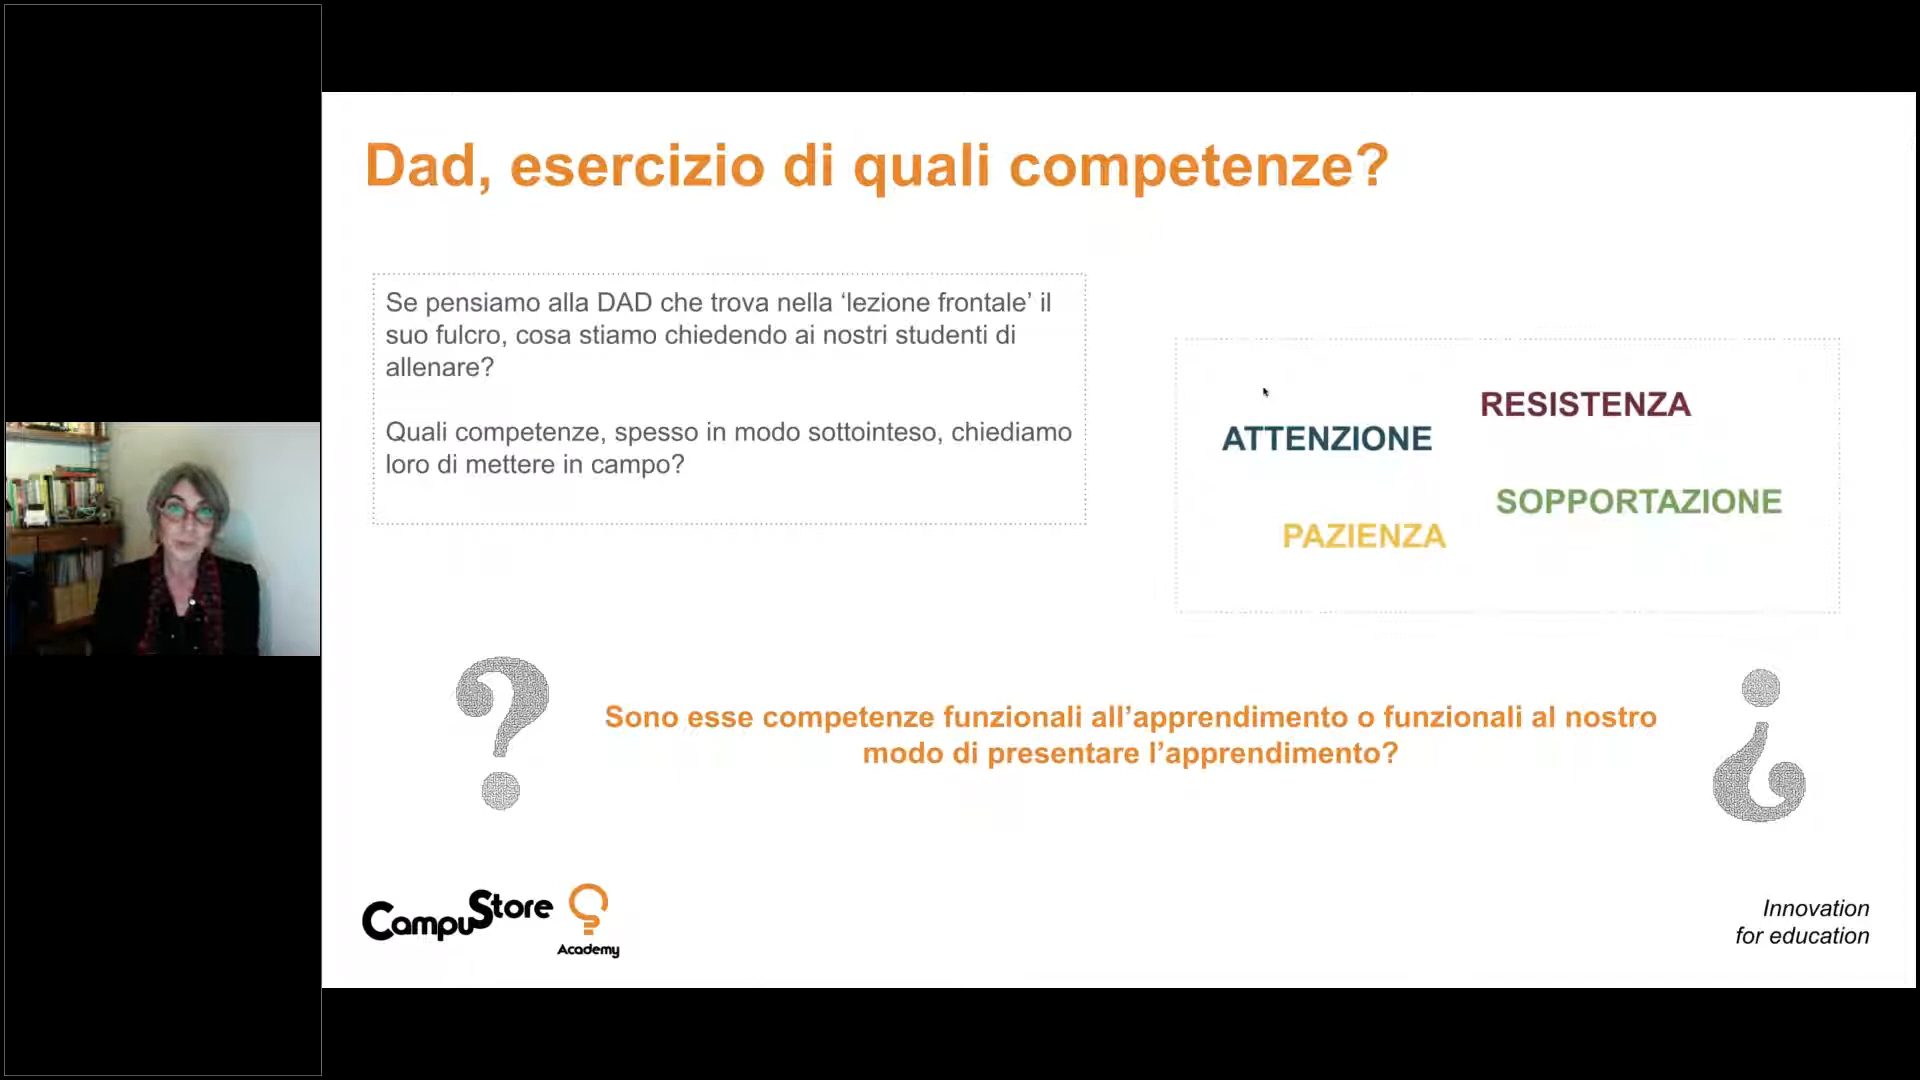 Dad, esercizio di quali competenze?
Se pensiamo alla DAD che trova nella ‘lezione frontale’ il
suo fulcro, cosa stiamo chiedendo ai nostri studenti di
allenare?
Quali competenze, spesso in modo sottointeso, chiediamo
loro di mettere in campo?
RESISTENZA
ATTENZIONE
SOPPORTAZIONE
PAZIENZA
?
Sono esse competenze funzionali all’apprendimento o funzionali al nostro
modo di presentare l’apprendimento?
¿
CampuStore
Academy
Innovation
for education